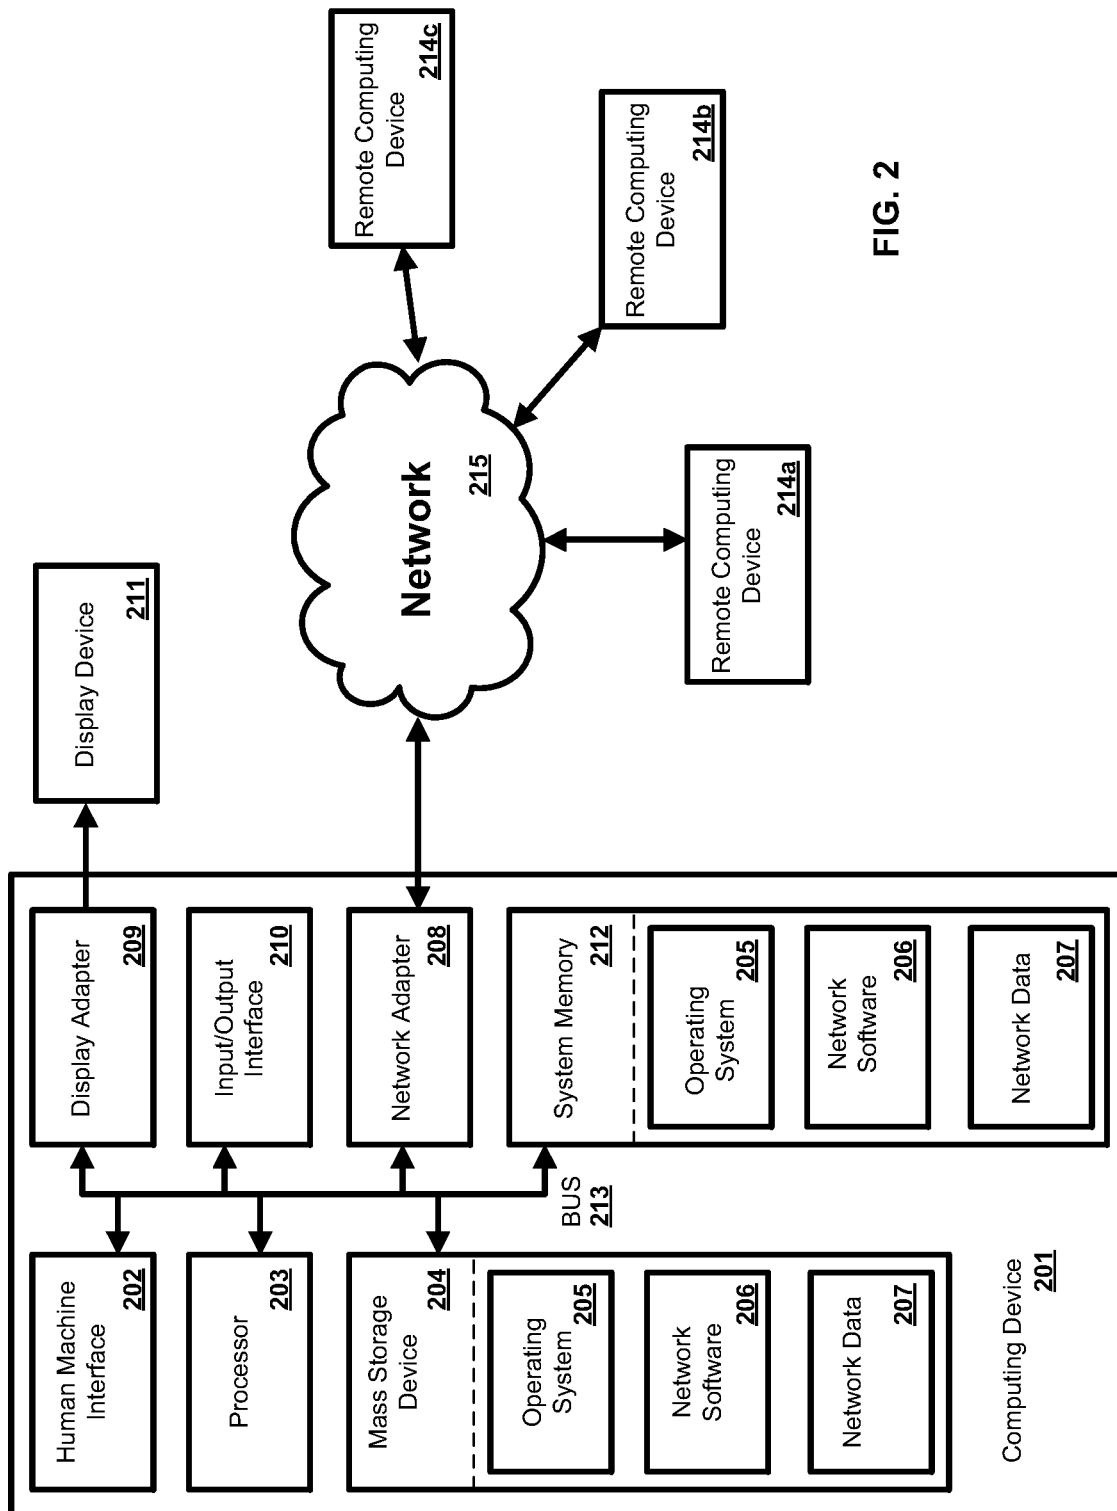 Human Machine
Interface
202
Processor
203
Mass Storage
Device
204
Operating
System
205
Network
Software
206
Network Data
207
Computing Device
201
BUS
213
Display Adapter
209
Input/Output
Interface
210
Network Adapter
208
System Memory
212
Operating
System
205
Network
Software
206
Network Data
207
Display Device
211
Network
215
Remote Computing
Device
214a
Remote Computing
Device
214b
Remote Computing
Device
214c
FIG. 2